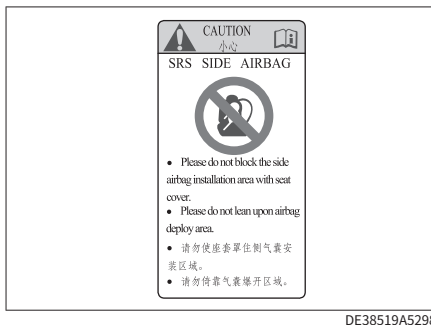 CAUTION
小心
SRS SIDE AIRBAG
• Please do not block the side
airbag installation area with seat
cover.
• Please do not lean upon airbag
deploy area.
• 请勿使座套罩住侧气囊安
装区域。
• 请勿倚靠气囊爆开区域。
DE38519A5298